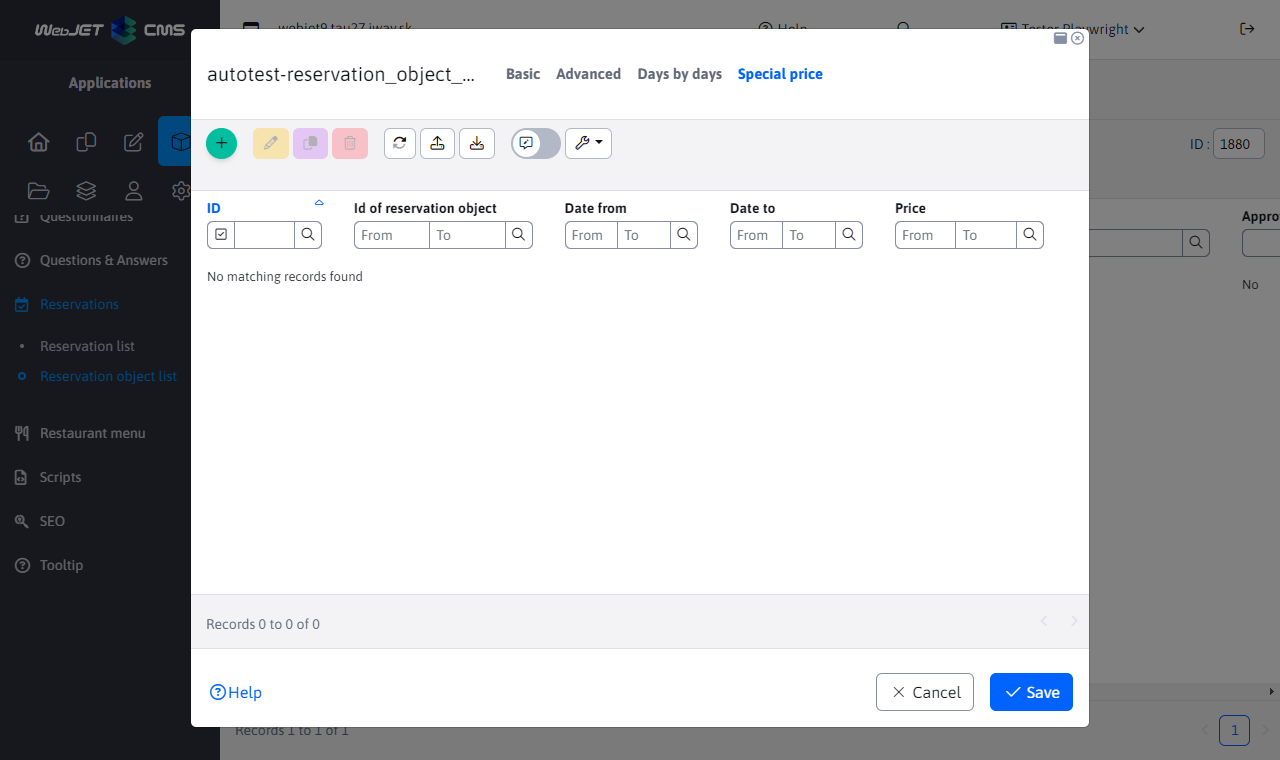 WebJET CMS
webjet9.tau27.iway.sk
Help
Tester Playwright
Applications
autotest-reservation_object_...
Basic
Advanced
Days by days
Special price
ID :
1880
Questionnaires
Questions & Answers
Reservations
Reservation list
Reservation object list
Restaurant menu
Scripts
SEO
Tooltip
ID
Id of reservation object
Date from
Date to
Price
Appro
From
To
From
To
From
To
From
To
No matching records found
No
Records 0 to 0 of 0
Help
Cancel
Save
Records 1 to 1 of 1
1